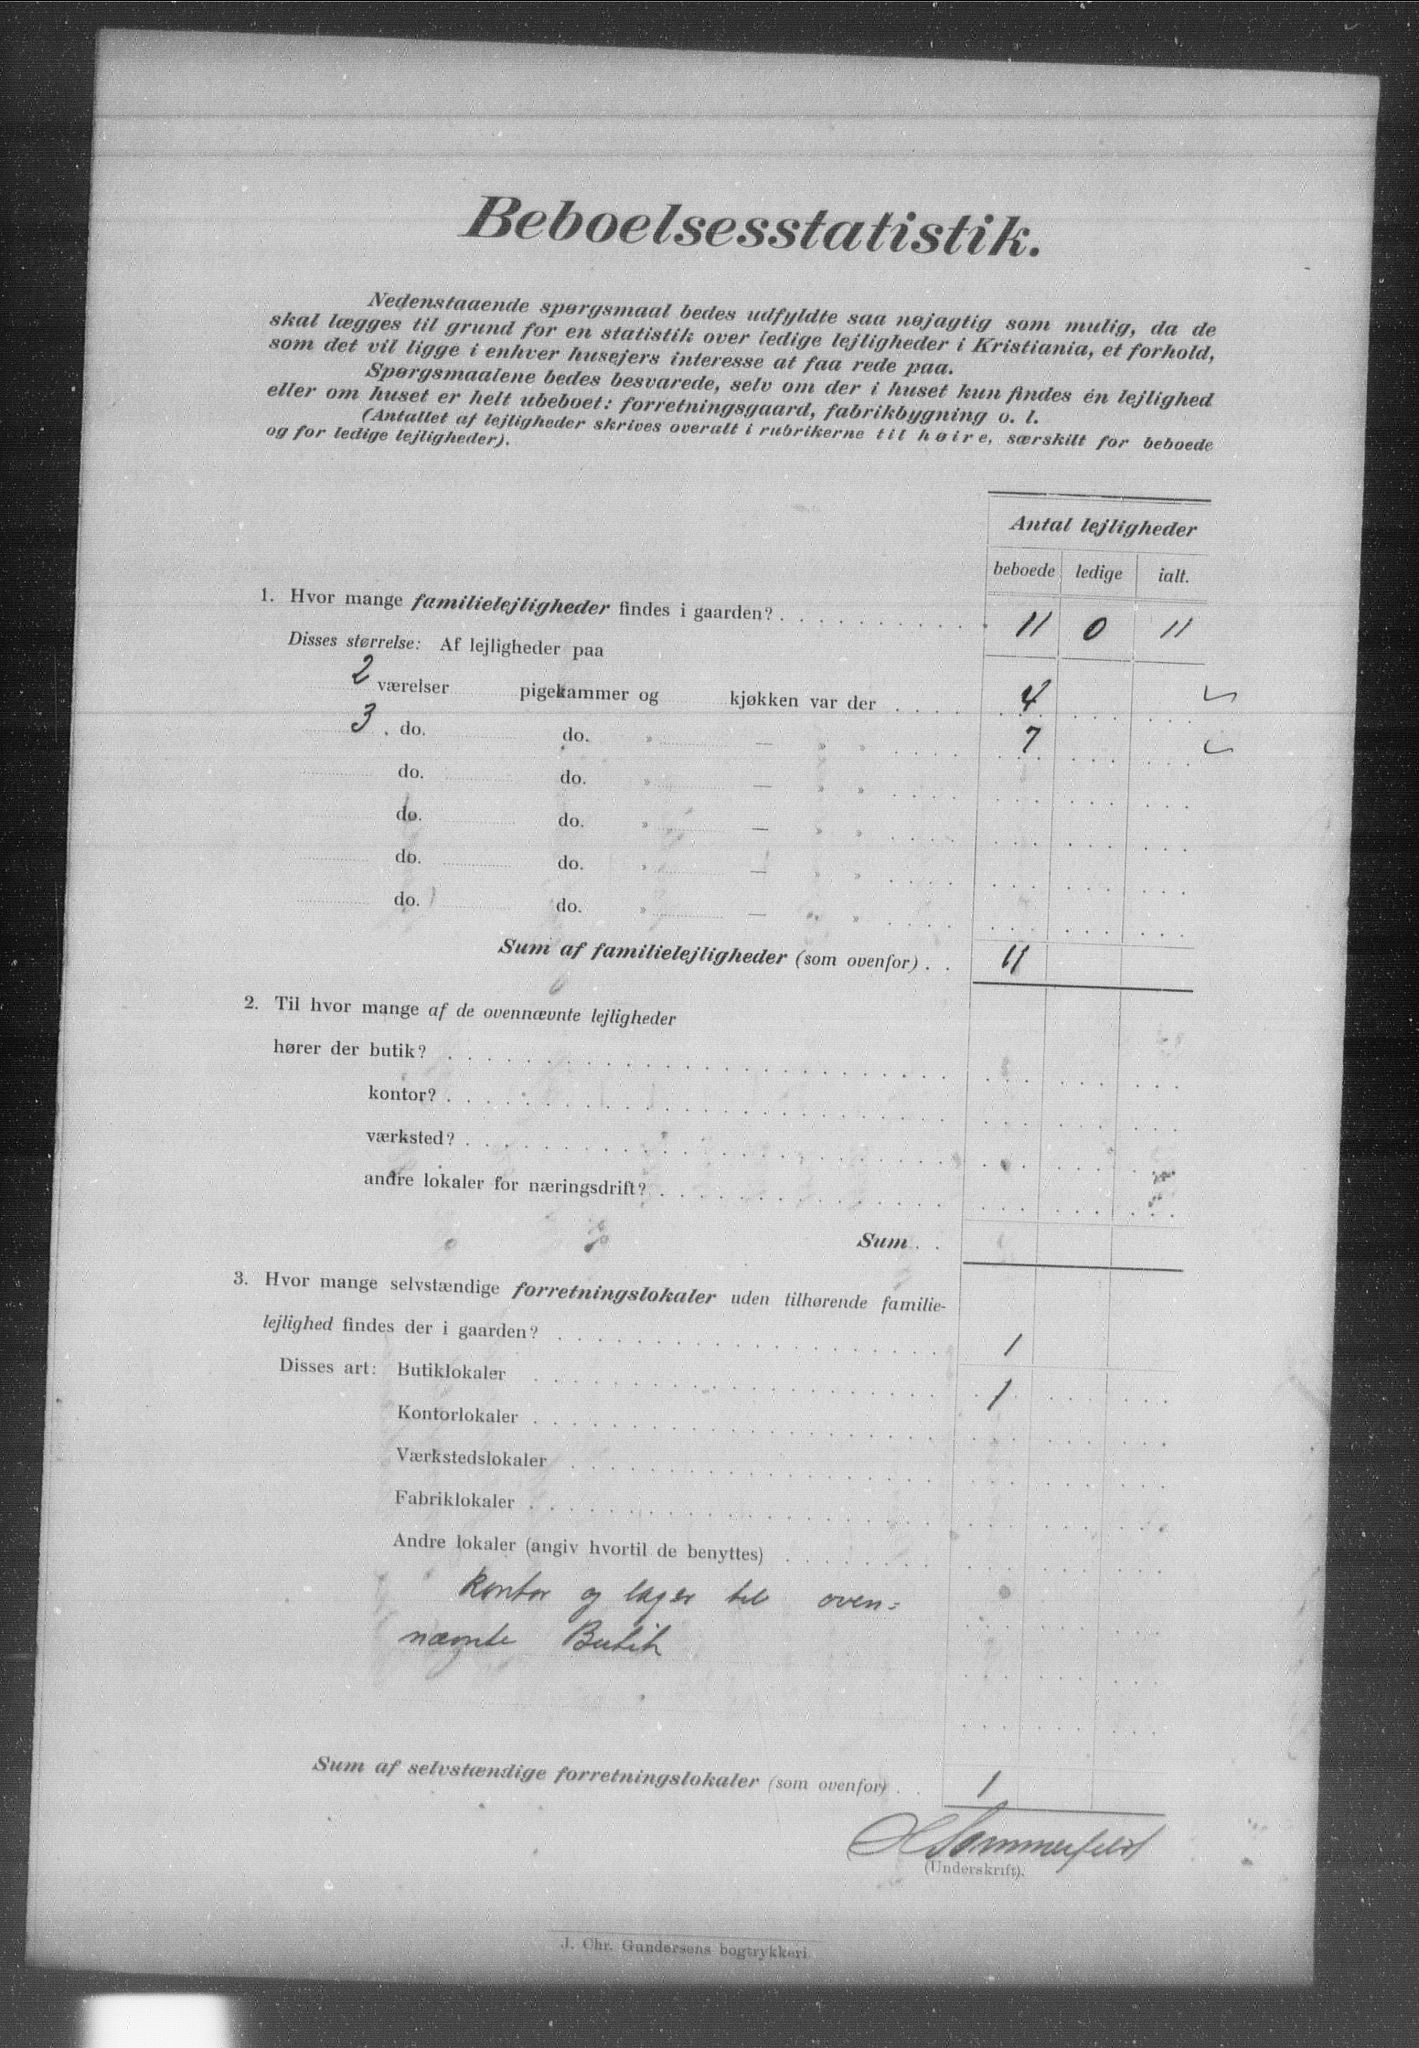 Beboelsesstatistik.
Nedenstaaende spørgsmaal bedes udfyldte saa nøjagtig som mulig, da de
skal lægges til grund for en statistik over ledige lejligheder i Kristiania, et forhold,
som det vil ligge i enhver husejers interesse at faa rede paa.
Spørgsmaalene bedes besvarede, selv om der i huset kun findes én lejlighed
eller om huset er helt ubeboet: forretningsgaard, fabrikbygning o. l.
(Antallet af lejligheder skrives overalt i rubrikerne til høire, særskilt for beboede
og for ledige lejligheder).
Antal lejligheder
beboede ledige ialt.
1. Hvor mange familielejligheder findes i gaarden? . . . . . . . . . . . 11 0 11
Disses størrelse: Af lejligheder paa
2 værelser pigekammer og kjøkken var der . . . . 4
3 do. do. » — » » . . . . 7
do. do. » — » » . . . .
do. do. » — » » . . . .
do. do. » — » » . . . .
do. do. » — » » . . . .
Sum af familielejligheder (som ovenfor) . . 11
2. Til hvor mange af de ovennævnte lejligheder
hører der butik? . . . . . . . . . .
kontor? . . . . . . . . . .
værksted? . . . . . . . . . .
andre lokaler for næringsdrift? . . . . . . . . . .
Sum . .
3. Hvor mange selvstændige forretningslokaler uden tilhørende familie-
lejlighed findes der i gaarden? . . . . . . . . . . 1
Disses art: Butiklokaler . . . . . . . . . . 1
Kontorlokaler . . . . . . . . . .
Værkstedslokaler . . . . . . . . . .
Fabriklokaler . . . . . . . . . .
Andre lokaler (angiv hvortil de benyttes) . . . . .
kontor og lager til oven=
nævnte Butik
Sum af selvstændige forretningslokaler (som ovenfor) . . 1
H Sommerfeldt
(Underskrift).
J. Chr. Gundersens bogtrykkeri.